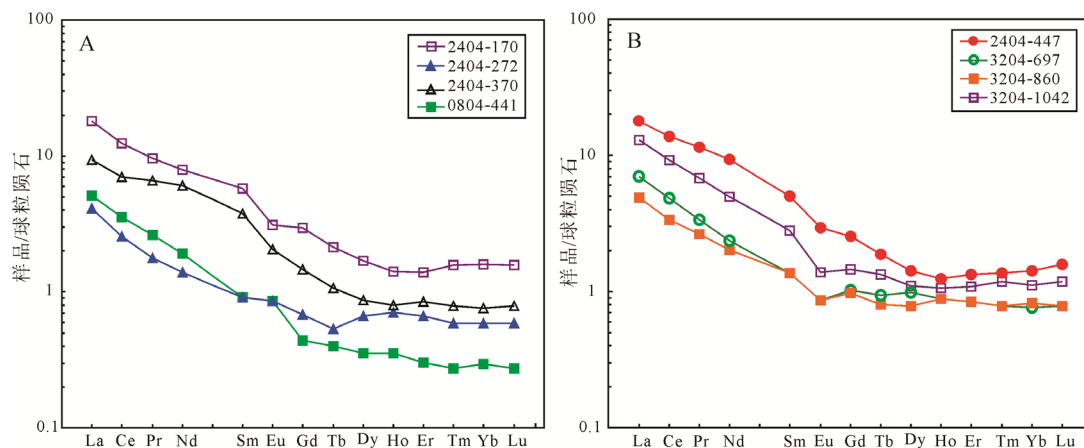 A
100
10
1
0.1
样品/球粒陨石
2404-170
2404-272
2404-370
0804-441
La Ce Pr Nd Sm Eu Gd Tb Dy Ho Er Tm Yb Lu
B
100
10
1
0.1
样品/球粒陨石
2404-447
3204-697
3204-860
3204-1042
La Ce Pr Nd Sm Eu Gd Tb Dy Ho Er Tm Yb Lu